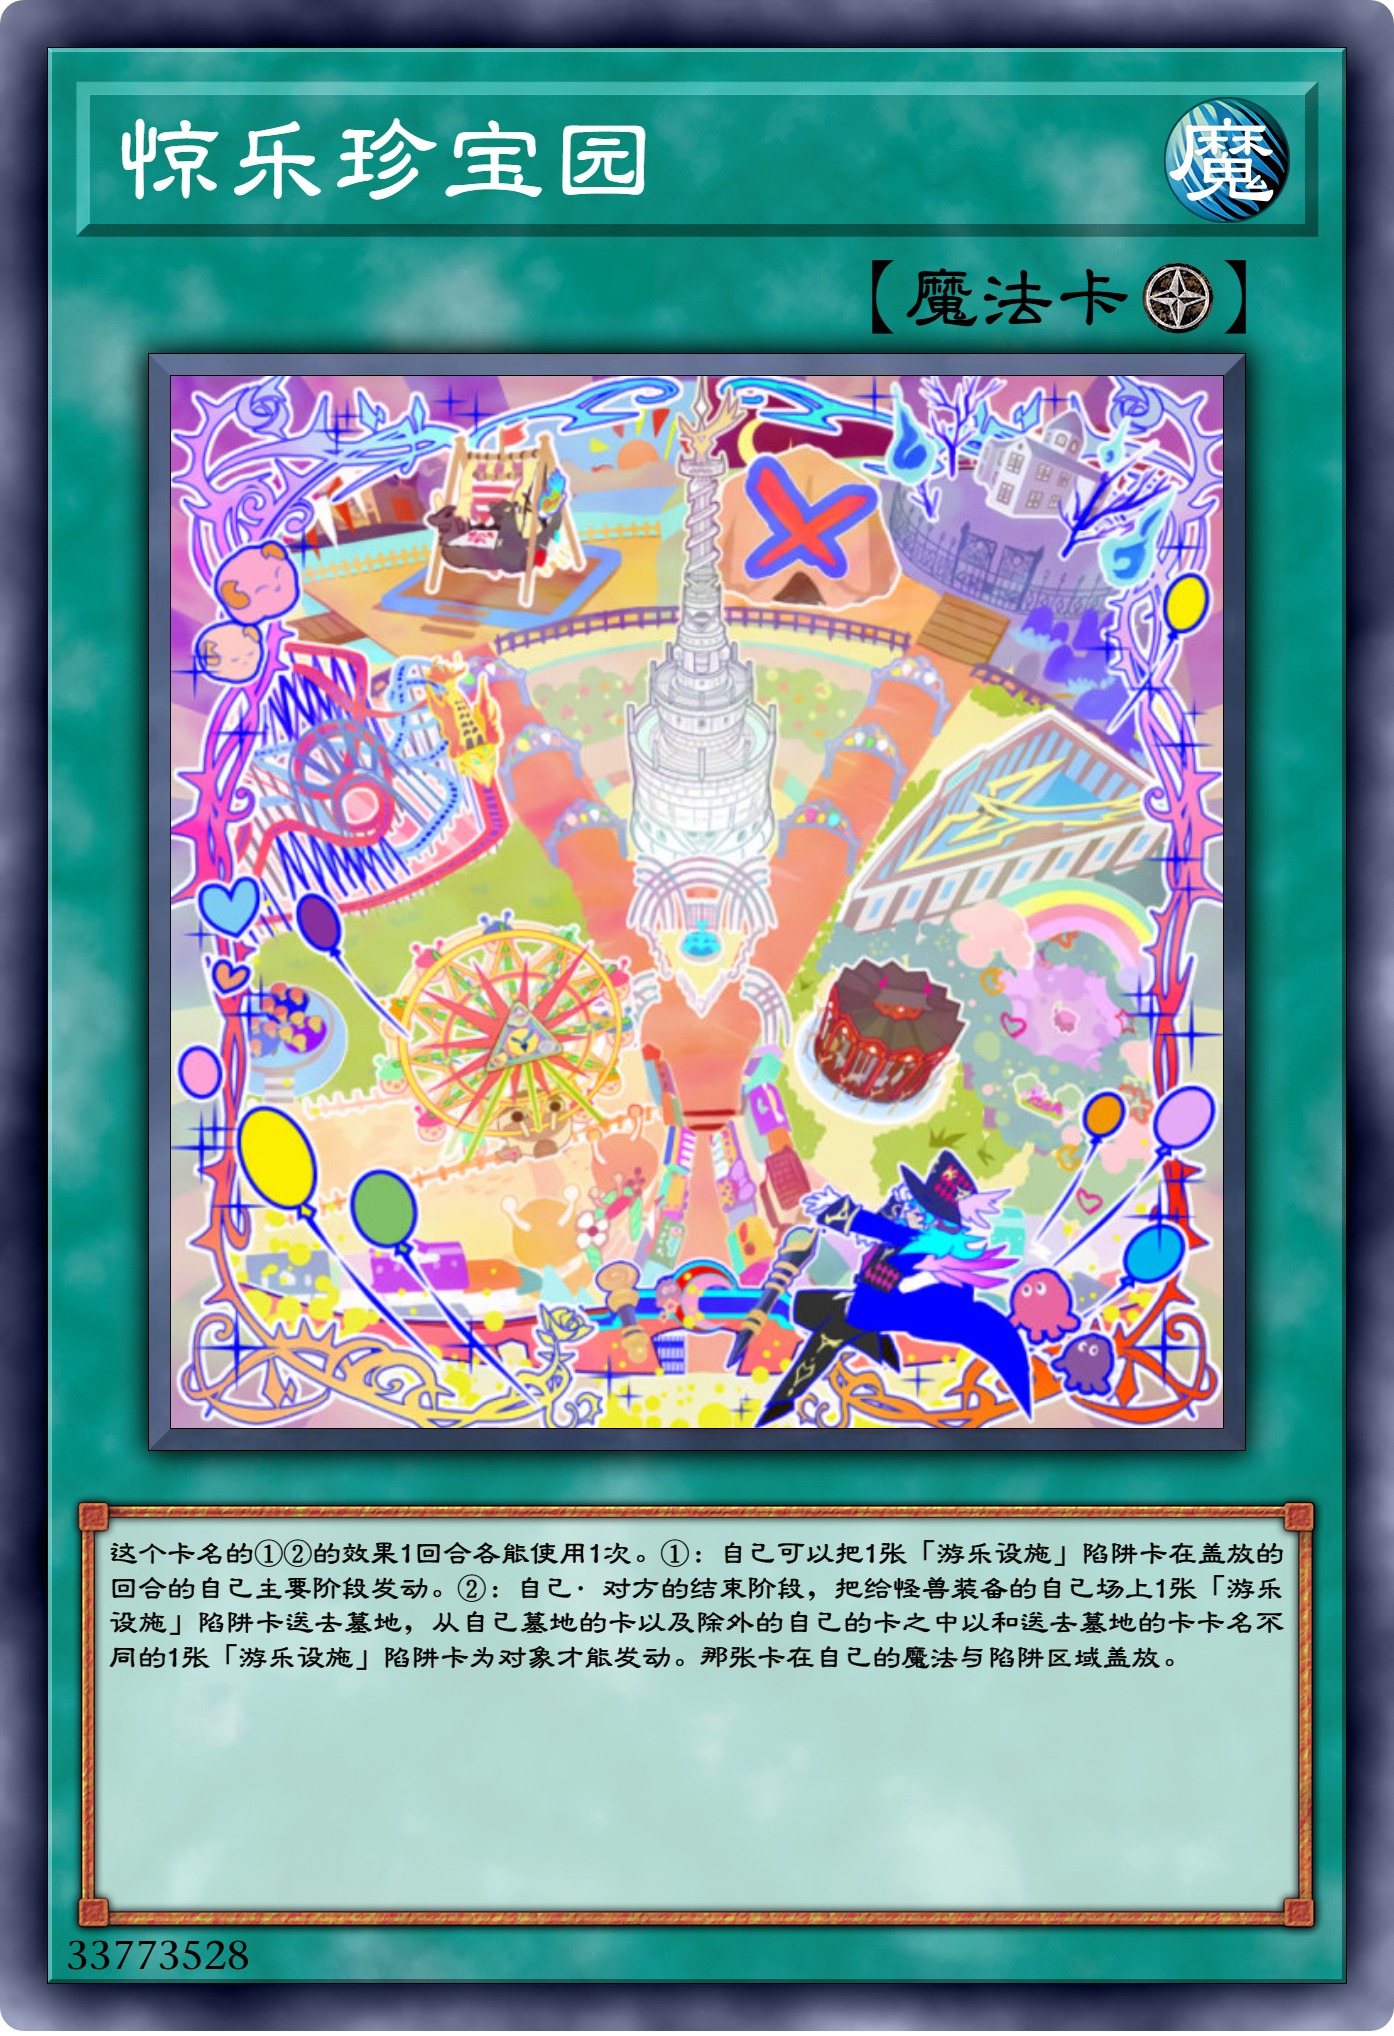 惊乐珍宝园
魔
【魔法卡】
这个卡名的①②的效果1回合各能使用1次。①：自己可以把1张「游乐设施」陷阱卡在盖放的
回合的自己主要阶段发动。②：自己·对方的结束阶段，把给怪兽装备的自己场上1张「游乐
设施」陷阱卡送去墓地，从自己墓地的卡以及除外的自己的卡之中以和送去墓地的卡卡名不
同的1张「游乐设施」陷阱卡为对象才能发动。那张卡在自己的魔法与陷阱区域盖放。
33773528